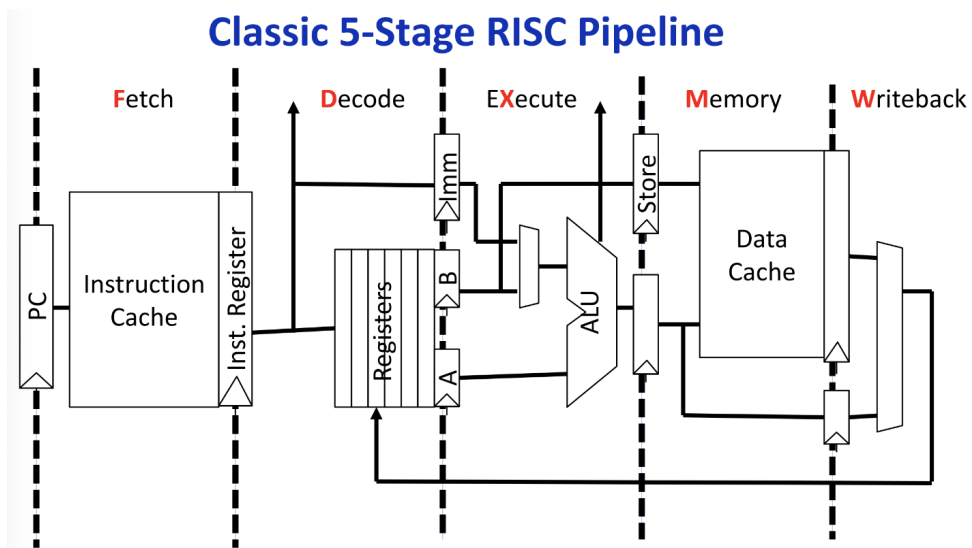 Classic 5-Stage RISC Pipeline
Fetch
Decode
EXecute
Memory
Writeback
PC
Instruction
Cache
Inst. Register
Registers
Imm
B
A
ALU
Store
Data
Cache